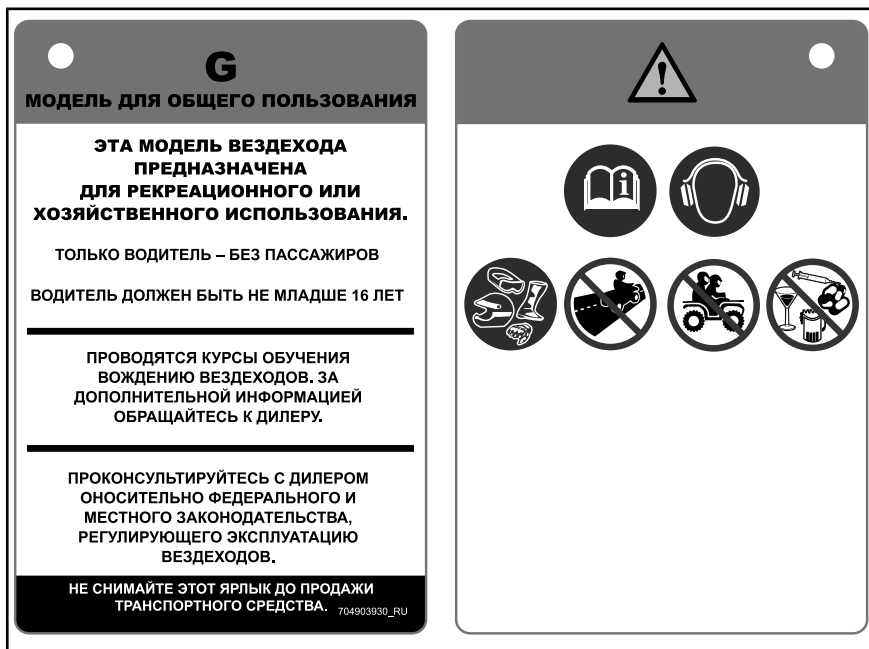 G
МОДЕЛЬ ДЛЯ ОБЩЕГО ПОЛЬЗОВАНИЯ
ЭТА МОДЕЛЬ ВЕЗДЕХОДА
ПРЕДНАЗНАЧЕНА
ДЛЯ РЕКРЕАЦИОННОГО ИЛИ
ХОЗЯЙСТВЕННОГО ИСПОЛЬЗОВАНИЯ.
ТОЛЬКО ВОДИТЕЛЬ – БЕЗ ПАССАЖИРОВ
ВОДИТЕЛЬ ДОЛЖЕН БЫТЬ НЕ МЛАДШЕ 16 ЛЕТ
ПРОВОДЯТСЯ КУРСЫ ОБУЧЕНИЯ
ВОЖДЕНИЮ ВЕЗДЕХОДОВ. ЗА
ДОПОЛНИТЕЛЬНОЙ ИНФОРМАЦИЕЙ
ОБРАЩАЙТЕСЬ К ДИЛЕРУ.
ПРОКОНСУЛЬТИРУЙТЕСЬ С ДИЛЕРОМ
ОНОСИТЕЛЬНО ФЕДЕРАЛЬНОГО И
МЕСТНОГО ЗАКОНОДАТЕЛЬСТВА,
РЕГУЛИРУЮЩЕГО ЭКСПЛУАТАЦИЮ
ВЕЗДЕХОДОВ.
НЕ СНИМАЙТЕ ЭТОТ ЯРЛЫК ДО ПРОДАЖИ
ТРАНСПОРТНОГО СРЕДСТВА. 704903930_RU